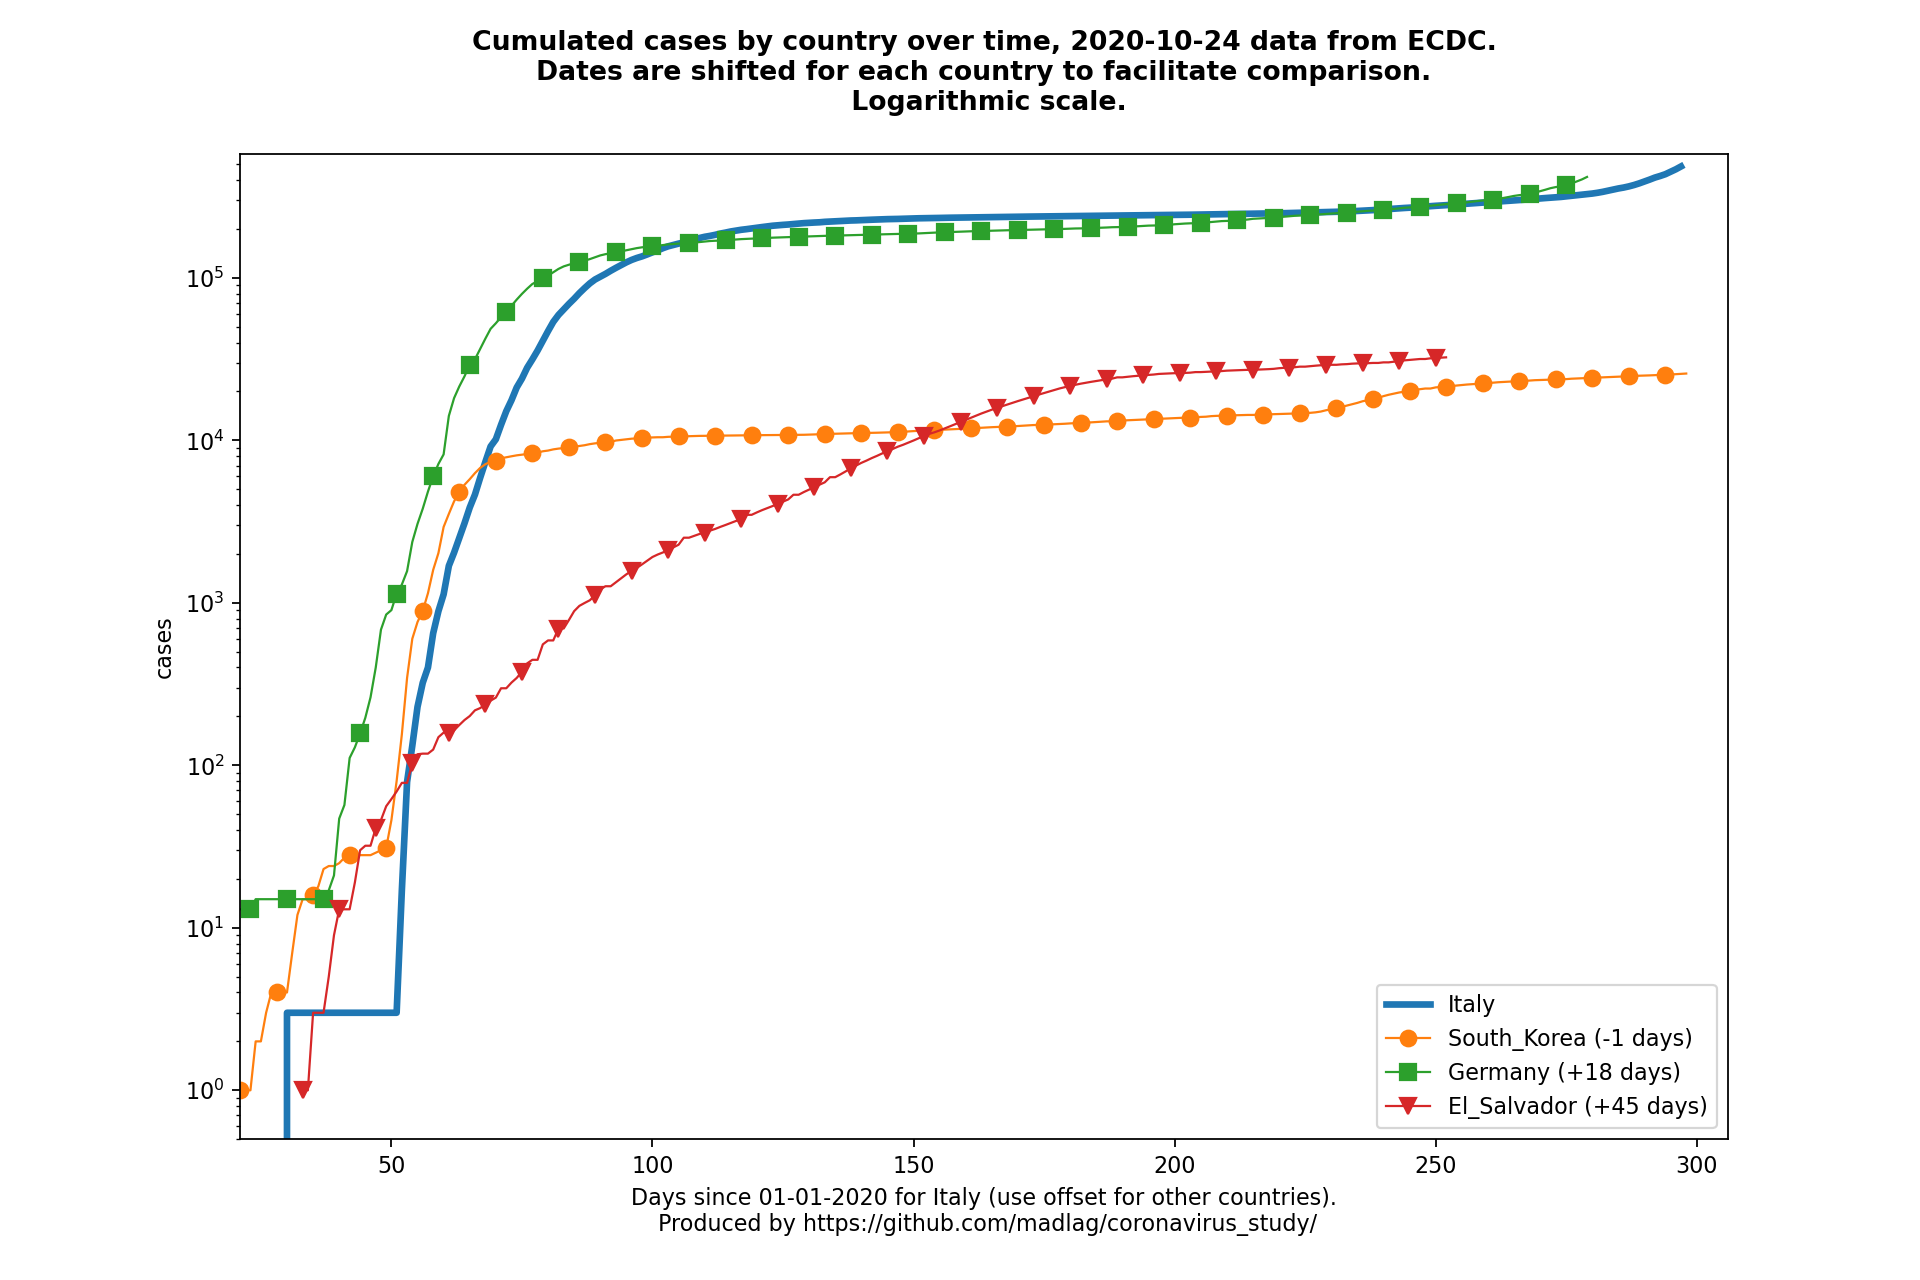 Cumulated cases by country over time, 2020-10-24 data from ECDC.
Dates are shifted for each country to facilitate comparison.
Logarithmic scale.
cases
10^5
10^4
10^3
10^2
10^1
10^0
50
100
150
200
250
300
Italy
South_Korea (-1 days)
Germany (+18 days)
El_Salvador (+45 days)
Days since 01-01-2020 for Italy (use offset for other countries).
Produced by https://github.com/madlag/coronavirus_study/